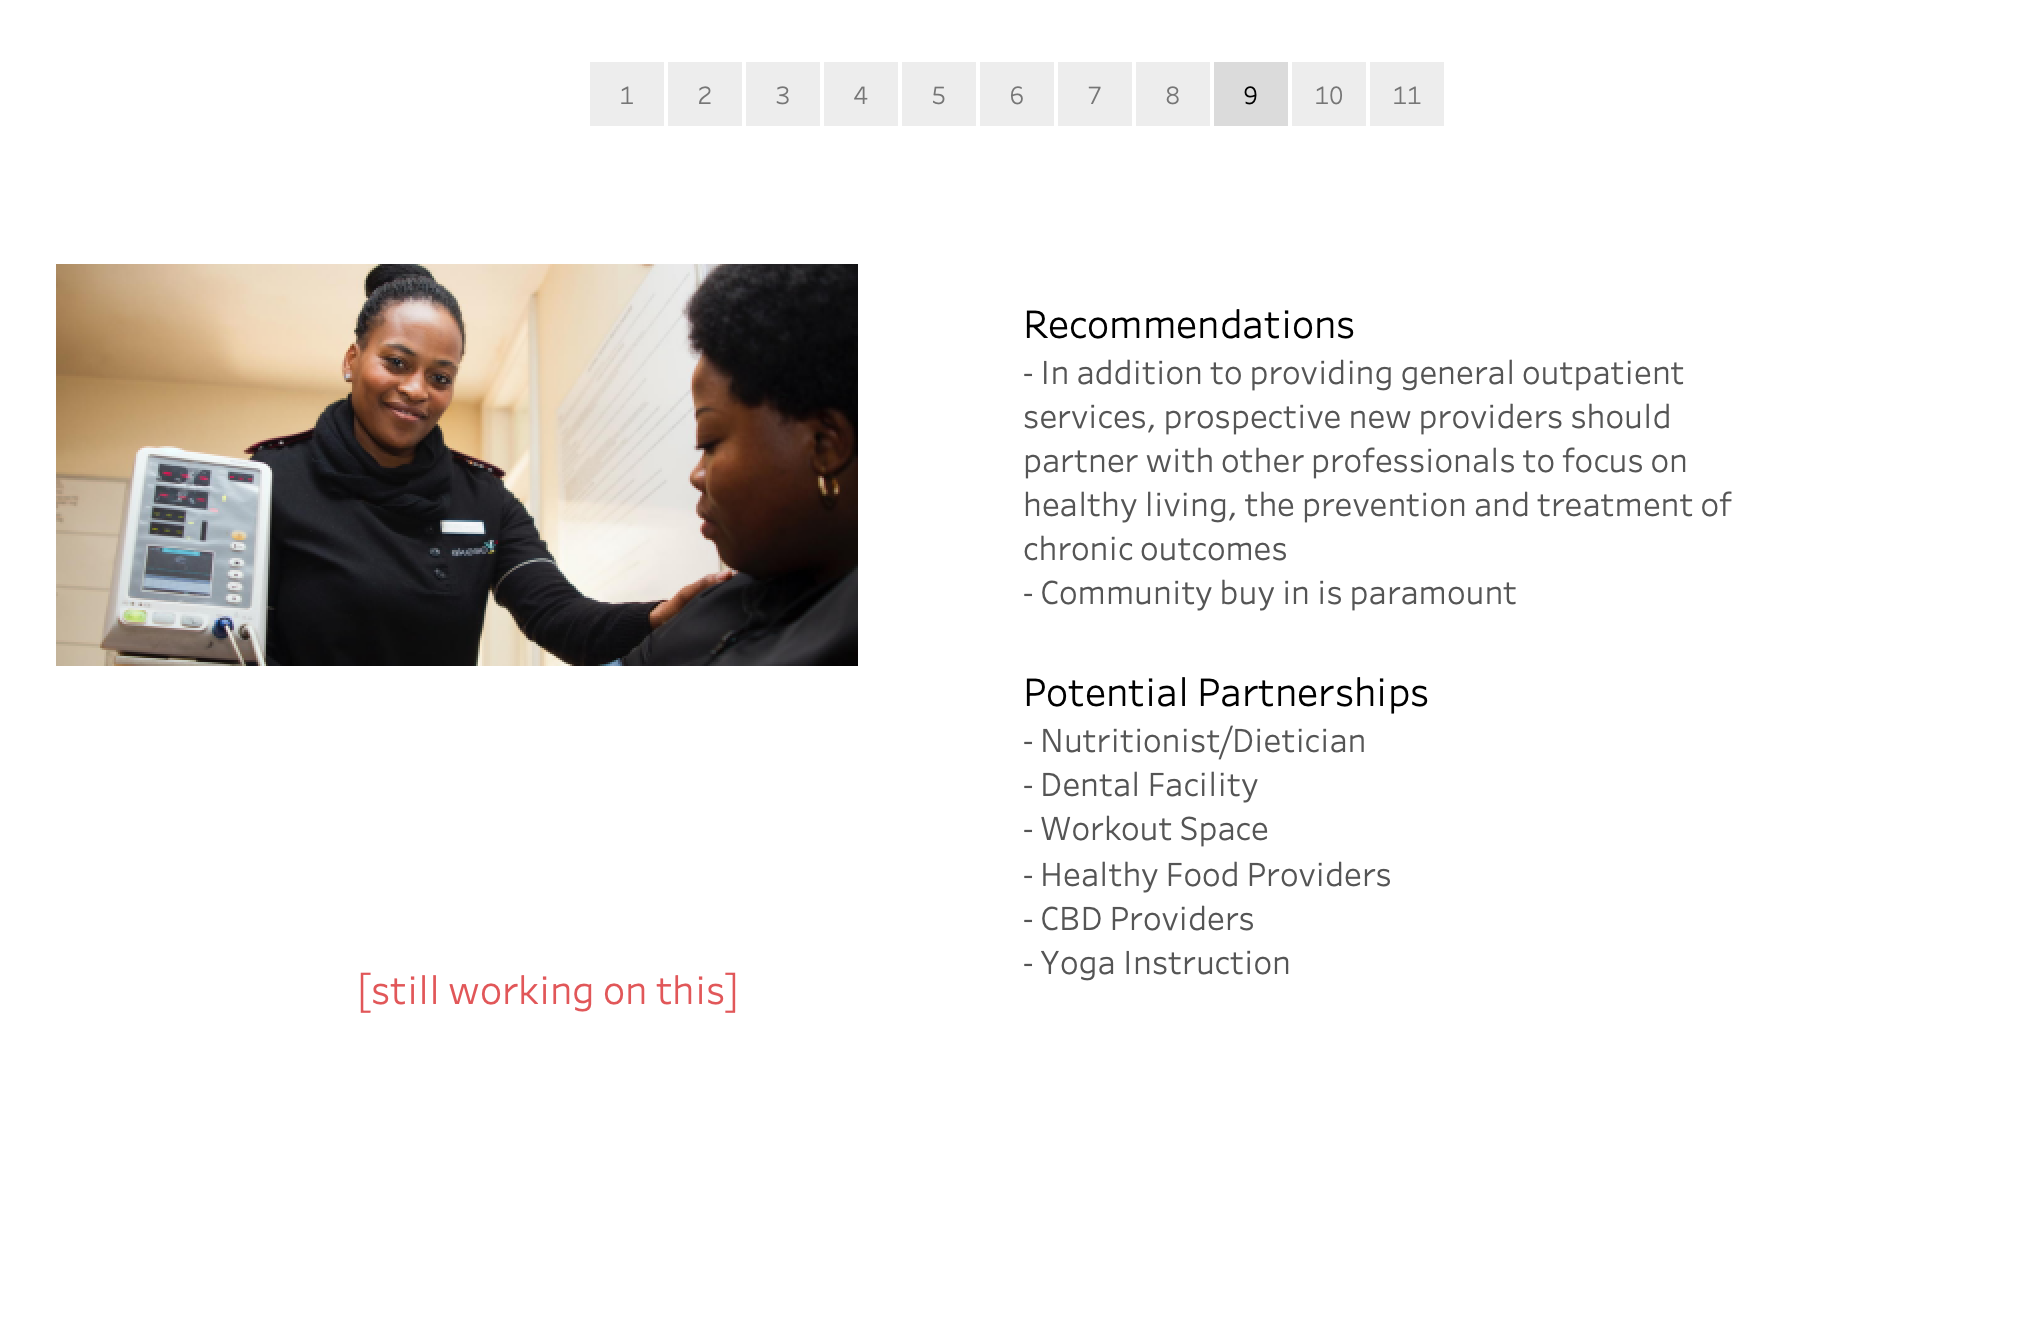 1 2 3 4 5 6 7 8 9 10 11
Recommendations
- In addition to providing general outpatient
services, prospective new providers should
partner with other professionals to focus on
healthy living, the prevention and treatment of
chronic outcomes
- Community buy in is paramount
Potential Partnerships
- Nutritionist/Dietician
- Dental Facility
- Workout Space
- Healthy Food Providers
- CBD Providers
- Yoga Instruction
[still working on this]